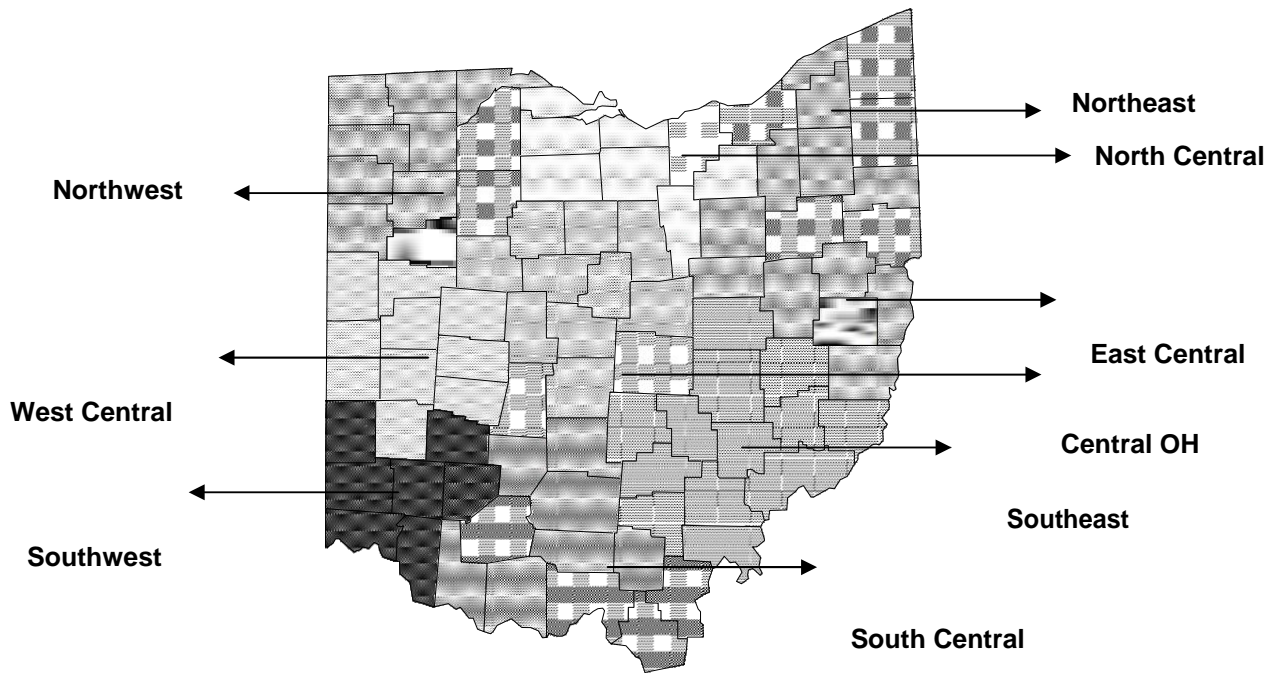 Northeast
North Central
Northwest
East Central
West Central
Central OH
Southeast
Southwest
South Central